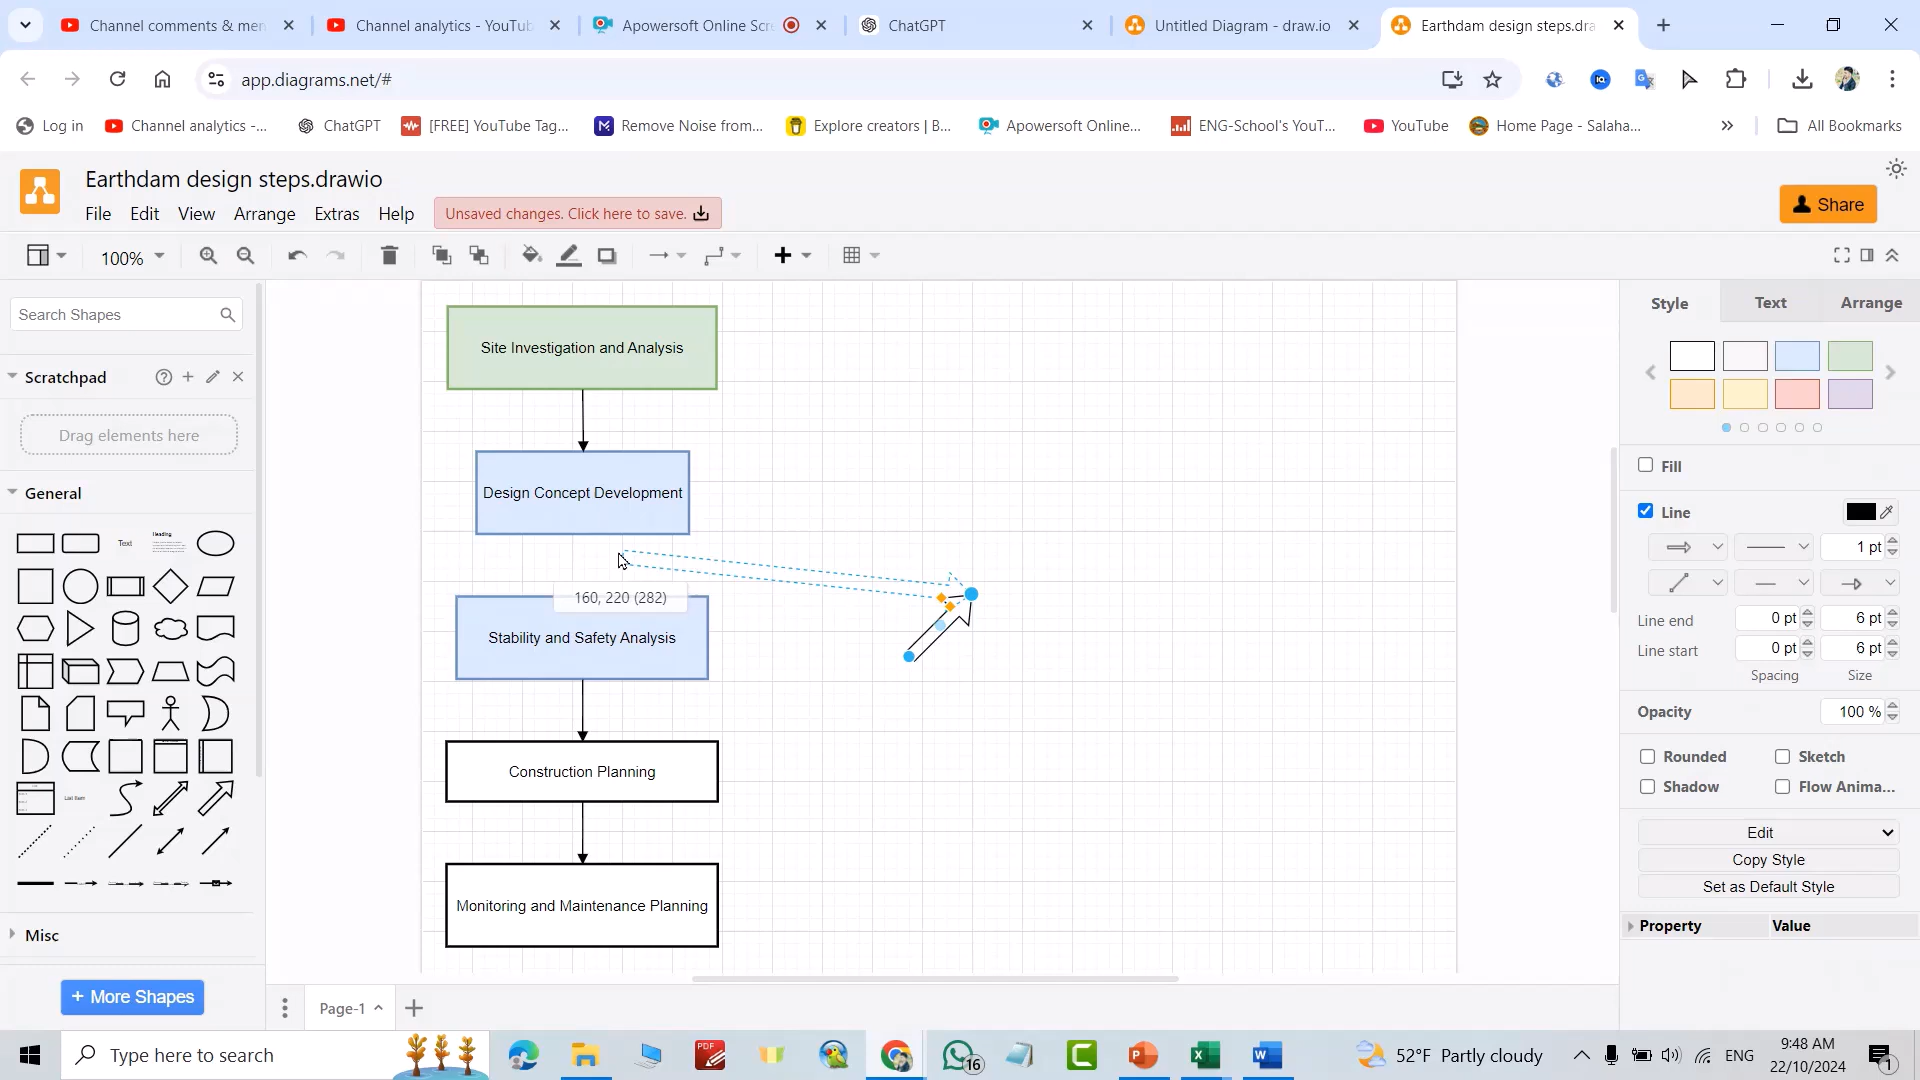 Channel comments & men
Channel analytics - YouTub
Apowersoft Online Scre
ChatGPT
Untitled Diagram - draw.io
Earthdam design steps.dra
app.diagrams.net/#
Log in
Channel analytics -...
ChatGPT
[FREE] YouTube Tag...
Remove Noise from...
Explore creators | B...
Apowersoft Online...
ENG-School's YouT...
YouTube
Home Page - Salaha...
All Bookmarks
Earthdam design steps.drawio
File Edit View Arrange Extras Help
Unsaved changes. Click here to save.
Share
100%
Search Shapes
Scratchpad
Drag elements here
General
Text
Heading
List Item
Misc
+ More Shapes
Site Investigation and Analysis
Design Concept Development
160, 220 (282)
Stability and Safety Analysis
Construction Planning
Monitoring and Maintenance Planning
Style Text Arrange
Fill
Line
1 pt
Line end 0 pt 6 pt
Line start 0 pt 6 pt
Spacing Size
Opacity 100 %
Rounded Sketch
Shadow Flow Anima...
Edit
Copy Style
Set as Default Style
Property Value
Page-1
Type here to search
PDF
16
52°F Partly cloudy
ENG
9:48 AM
22/10/2024
1